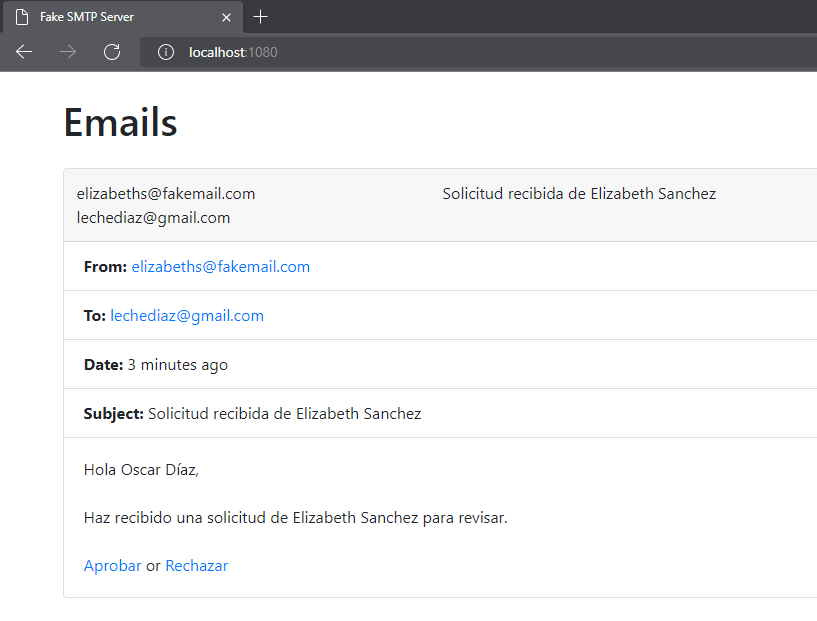 Fake SMTP Server
localhost:1080
Emails
elizabeths@fakemail.com Solicitud recibida de Elizabeth Sanchez
lechediaz@gmail.com
From: elizabeths@fakemail.com
To: lechediaz@gmail.com
Date: 3 minutes ago
Subject: Solicitud recibida de Elizabeth Sanchez
Hola Oscar Díaz,
Haz recibido una solicitud de Elizabeth Sanchez para revisar.
Aprobar or Rechazar